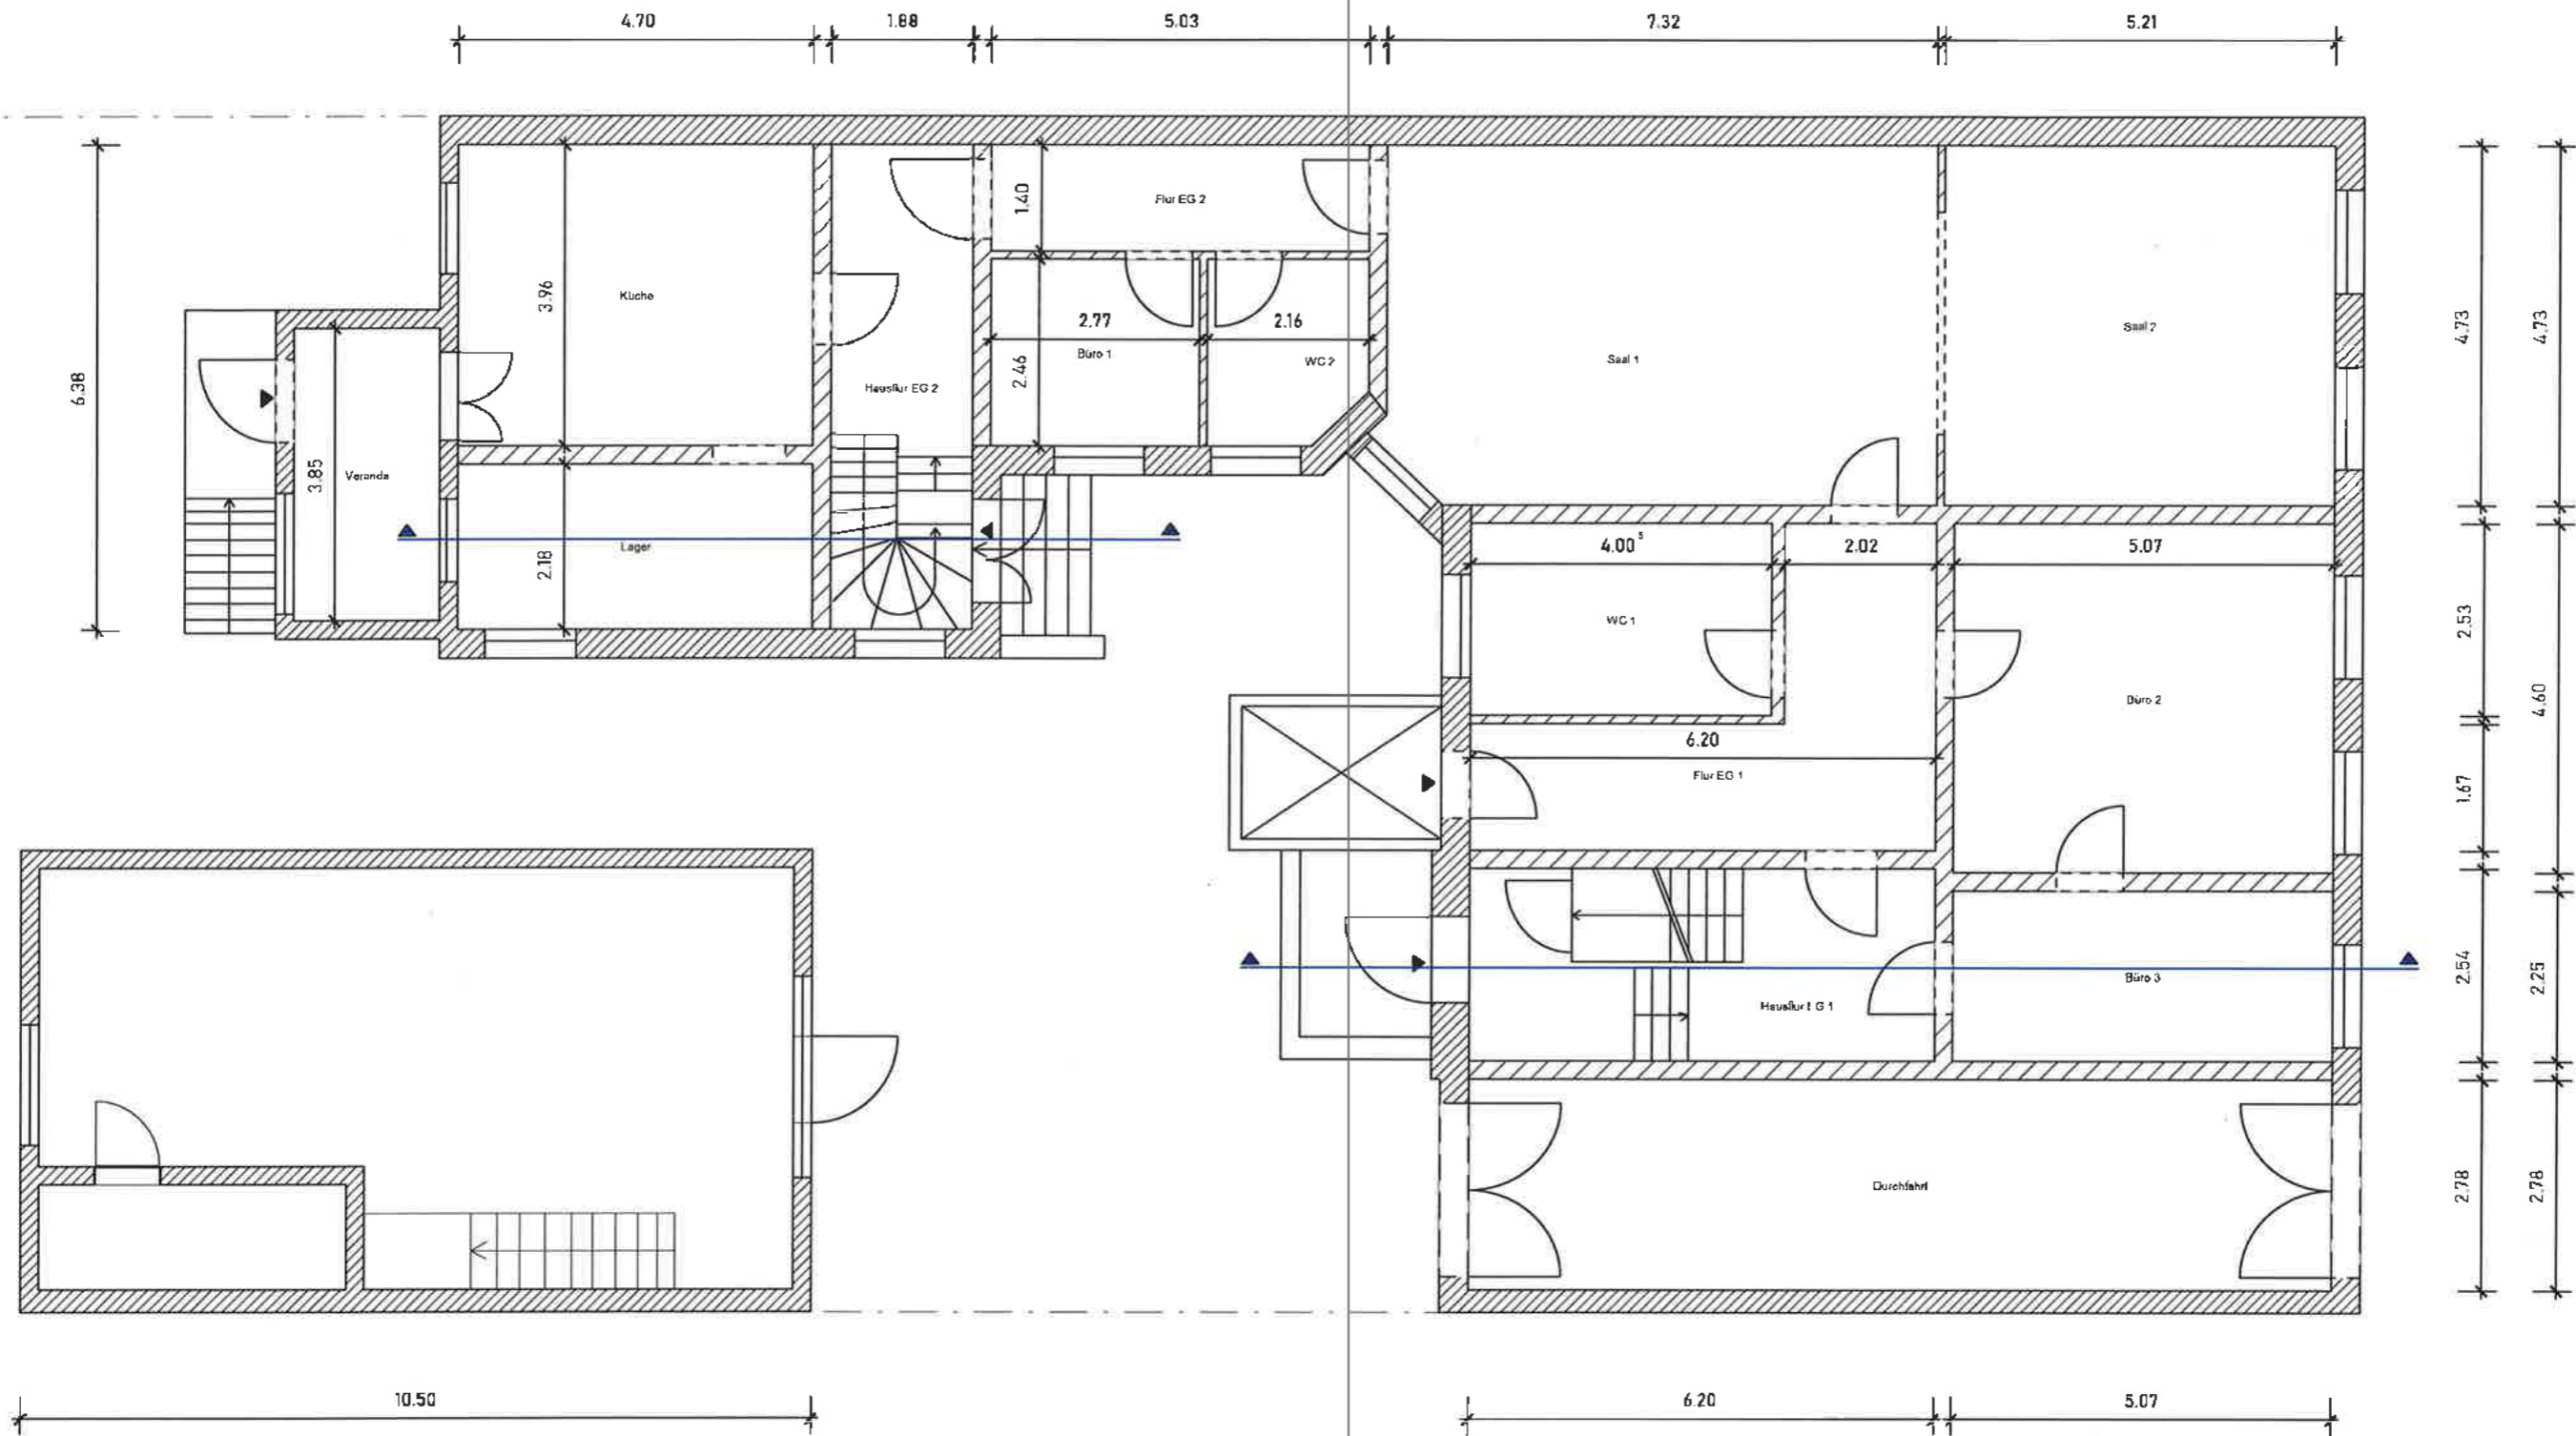 4.70 1.88 5.03 7.32 5.21
1.40
Flur EG 2
3.96
Küche
2.77 2.16
Büro 1
WC 2
2.46
Hausflur EG 2
Saal 1
Saal 2
4.73
4.73
6.38
3.85
Veranda
2.18
Lager
4.00⁵ 2.02 5.07
WC 1
2.53
Büro 2
4.60
6.20
Flur EG 1
1.67
2.54
2.25
Büro 3
Durchfahrt
2.78
2.78
10.50 6.20 5.07